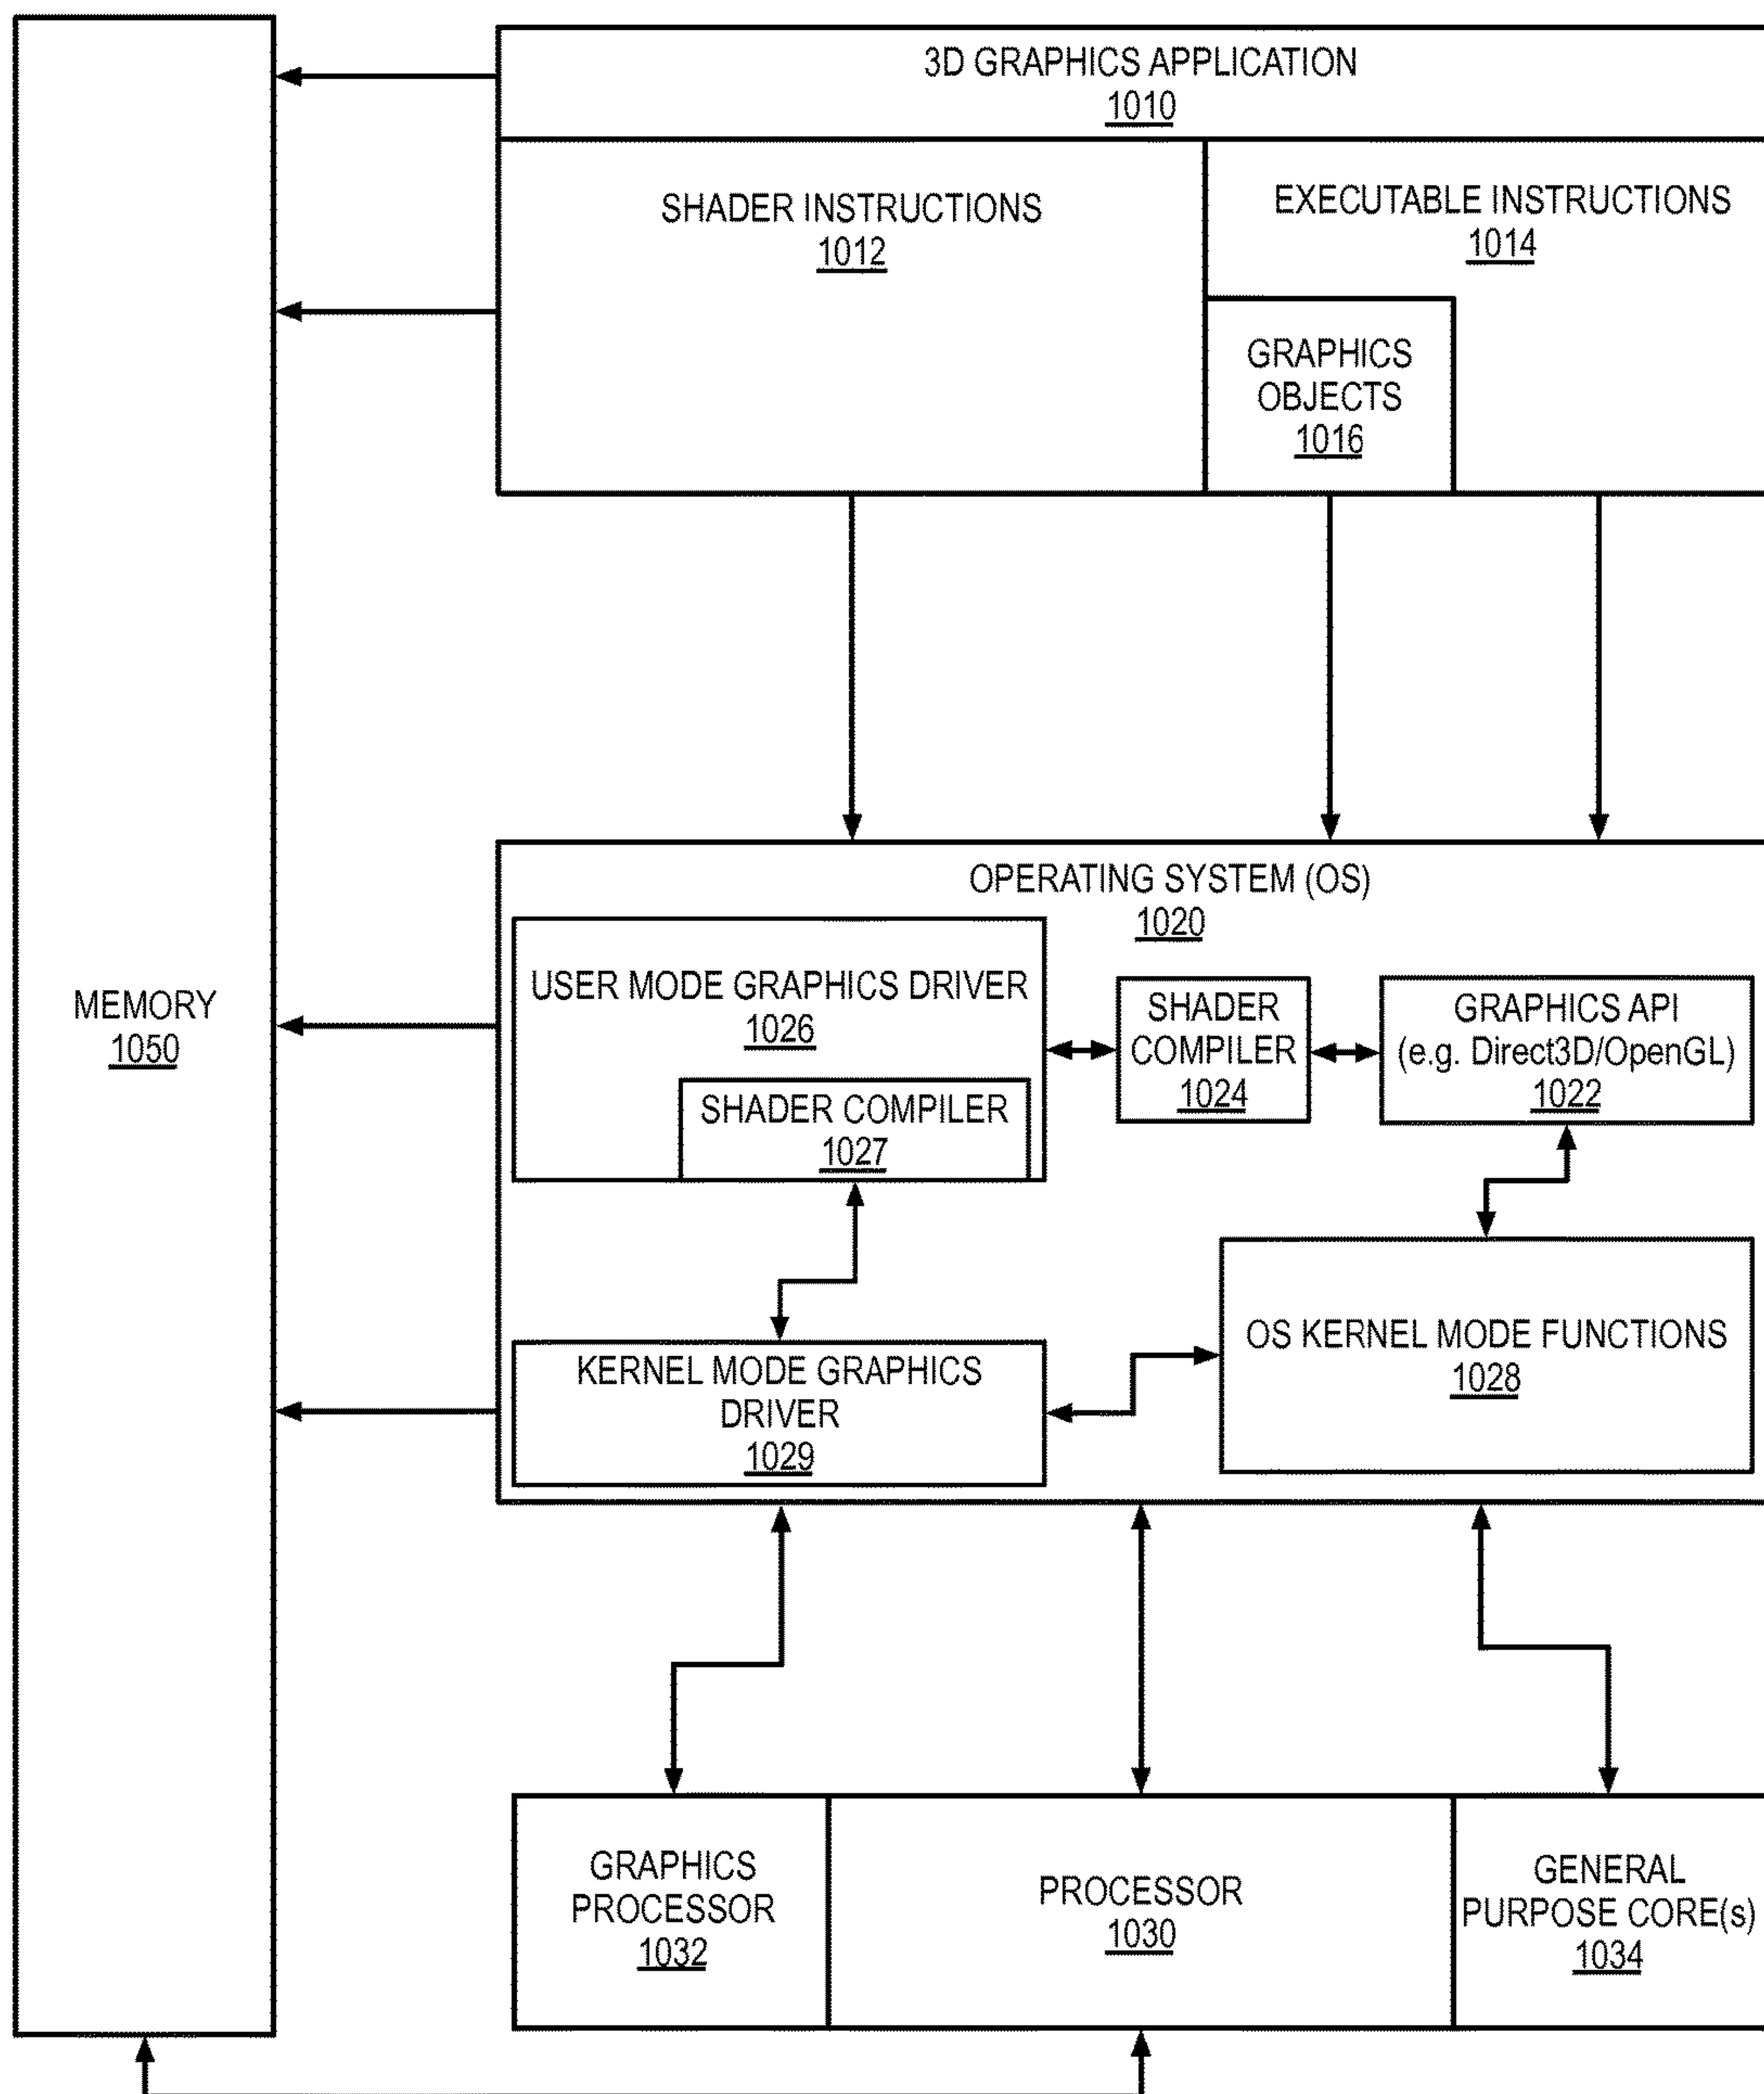 3D GRAPHICS APPLICATION
1010
SHADER INSTRUCTIONS
1012
EXECUTABLE INSTRUCTIONS
1014
GRAPHICS
OBJECTS
1016
MEMORY
1050
OPERATING SYSTEM (OS)
1020
USER MODE GRAPHICS DRIVER
1026
SHADER COMPILER
1027
SHADER
COMPILER
1024
GRAPHICS API
(e.g. Direct3D/OpenGL)
1022
KERNEL MODE GRAPHICS
DRIVER
1029
OS KERNEL MODE FUNCTIONS
1028
GRAPHICS
PROCESSOR
1032
PROCESSOR
1030
GENERAL
PURPOSE CORE(s)
1034